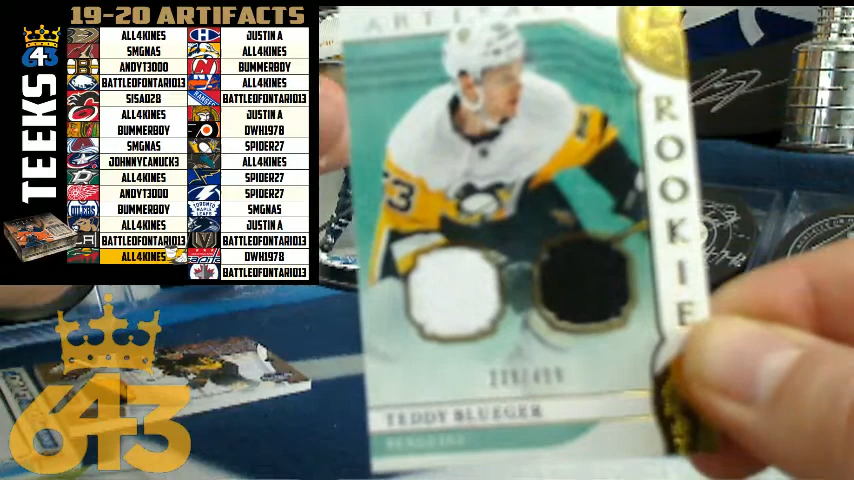 19-20 ARTIFACTS
TEEKS
643
ALL4KINES
JUSTIN A
SMGNAS
ALL4KINES
ANDYT3000
BUMMERBOY
BATTLEOFONTARIO13
ALL4KINES
SISA028
BATTLEOFONTARIO13
ALL4KINES
JUSTIN A
BUMMERBOY
DWH1978
SMGNAS
SPIDER27
JOHNNYCANUCK3
ALL4KINES
ALL4KINES
SPIDER27
ANDYT3000
SPIDER27
BUMMERBOY
SMGNAS
ALL4KINES
JUSTIN A
BATTLEOFONTARIO13
BATTLEOFONTARIO13
ALL4KINES
DWH1978
BATTLEOFONTARIO13
ARTIFACTS
ROOKIE
TEDDY BLUEGER
PENGUINS
643